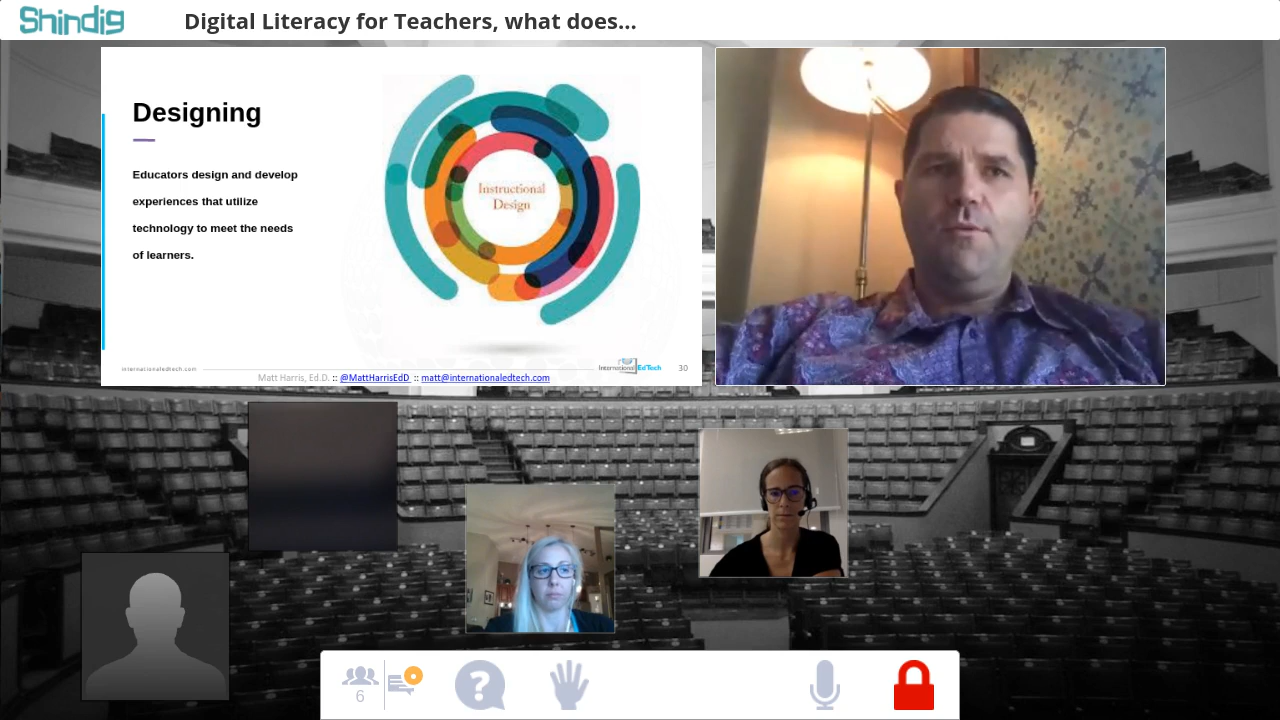 Shindig
Digital Literacy for Teachers, what does...
Designing
Educators design and develop
experiences that utilize
technology to meet the needs
of learners.
Instructional
Design
internationaledtech.com
International EdTech
30
Matt Harris, Ed.D. :: @MattHarrisEdD :: matt@internationaledtech.com
6
?